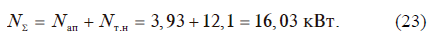 N_Σ = N_ап + N_т.н = 3,93 + 12,1 = 16,03 кВт. (23)